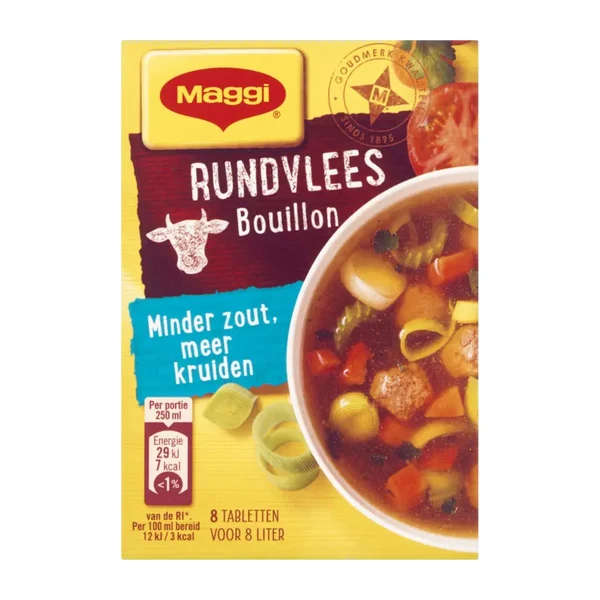 Maggi
®
GOUDMERK KWALITEIT
M
SINDS 1895
RUNDVLEES
Bouillon
Minder zout,
meer
kruiden
Per portie
250 ml
Energie
29 kJ
7 kcal
<1%
van de RI*.
Per 100 ml bereid
12 kJ / 3 kcal
8 TABLETTEN
VOOR 8 LITER